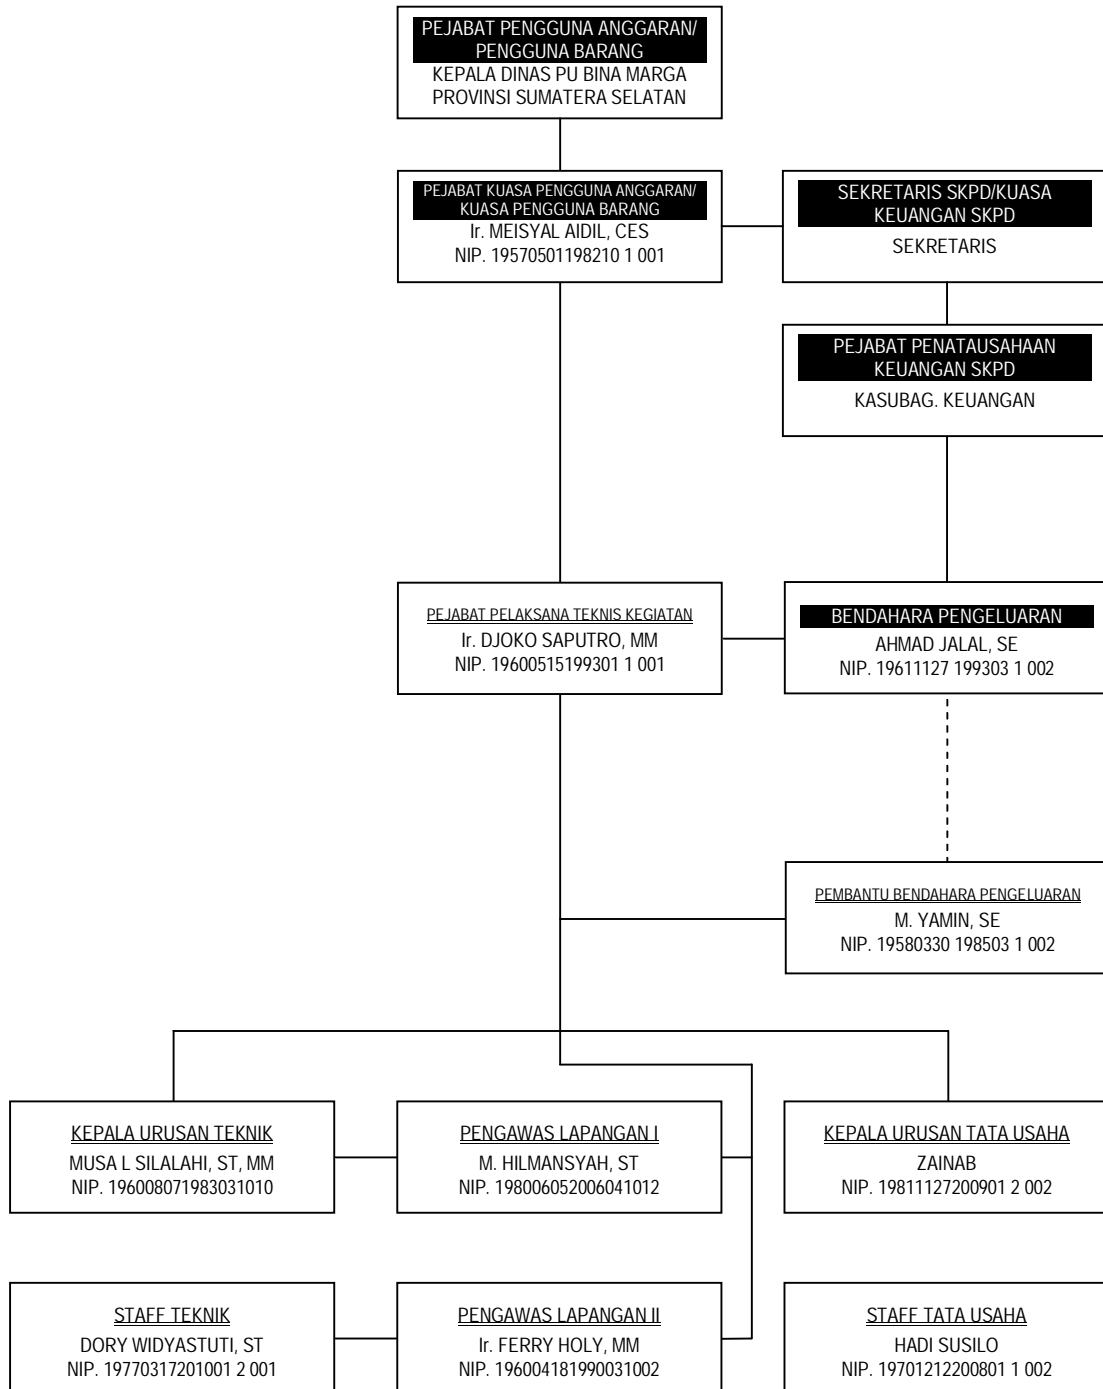 PEJABAT PENGGUNA ANGGARAN/
PENGGUNA BARANG
KEPALA DINAS PU BINA MARGA
PROVINSI SUMATERA SELATAN
PEJABAT KUASA PENGGUNA ANGGARAN/
KUASA PENGGUNA BARANG
Ir. MEISYAL AIDIL, CES
NIP. 19570501198210 1 001
SEKRETARIS SKPD/KUASA
KEUANGAN SKPD
SEKRETARIS
PEJABAT PENATAUSAHAAN
KEUANGAN SKPD
KASUBAG. KEUANGAN
PEJABAT PELAKSANA TEKNIS KEGIATAN
Ir. DJOKO SAPUTRO, MM
NIP. 19600515199301 1 001
BENDAHARA PENGELUARAN
AHMAD JALAL, SE
NIP. 19611127 199303 1 002
PEMBANTU BENDAHARA PENGELUARAN
M. YAMIN, SE
NIP. 19580330 198503 1 002
KEPALA URUSAN TEKNIK
MUSA L SILALAHI, ST, MM
NIP. 196008071983031010
PENGAWAS LAPANGAN I
M. HILMANSYAH, ST
NIP. 198006052006041012
KEPALA URUSAN TATA USAHA
ZAINAB
NIP. 19811127200901 2 002
STAFF TEKNIK
DORY WIDYASTUTI, ST
NIP. 19770317201001 2 001
PENGAWAS LAPANGAN II
Ir. FERRY HOLY, MM
NIP. 196004181990031002
STAFF TATA USAHA
HADI SUSILO
NIP. 19701212200801 1 002